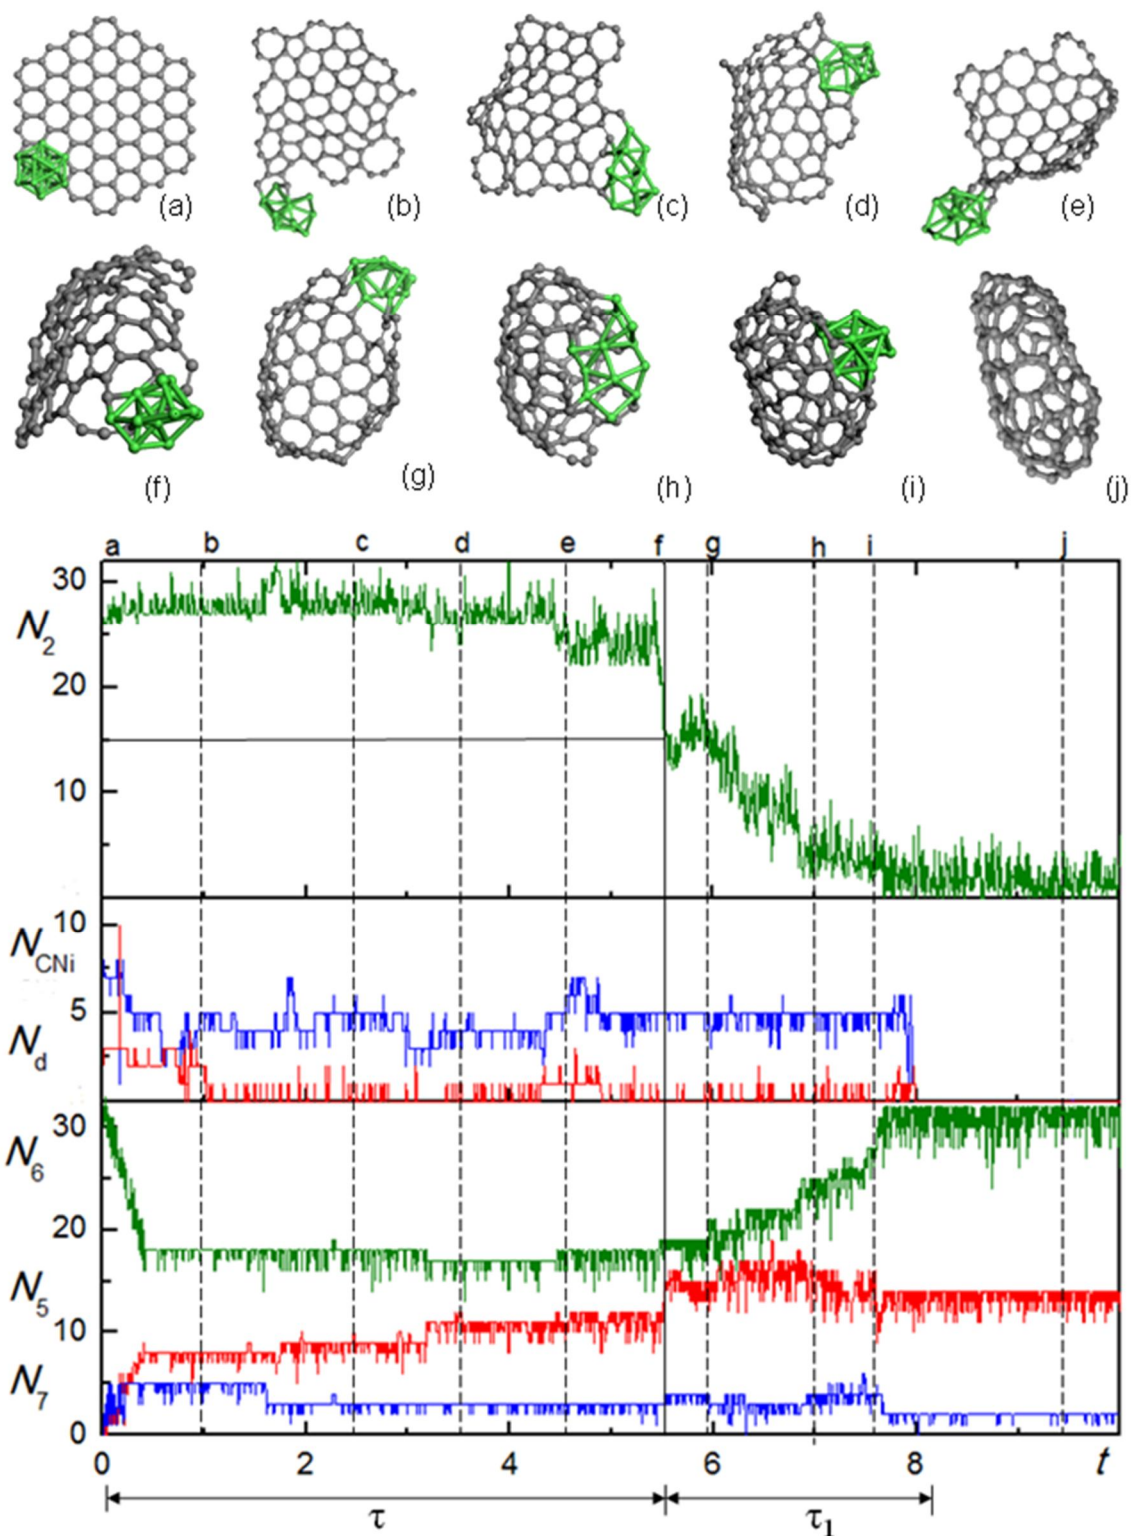 (a) (b) (c) (d) (e)
(f) (g) (h) (i) (j)
a b c d e f g h i j
30
N2
20
10
10
NCNi
5
Nd
30
N6
20
N5
10
N7
0
0 2 4 6 8 t
τ τ1